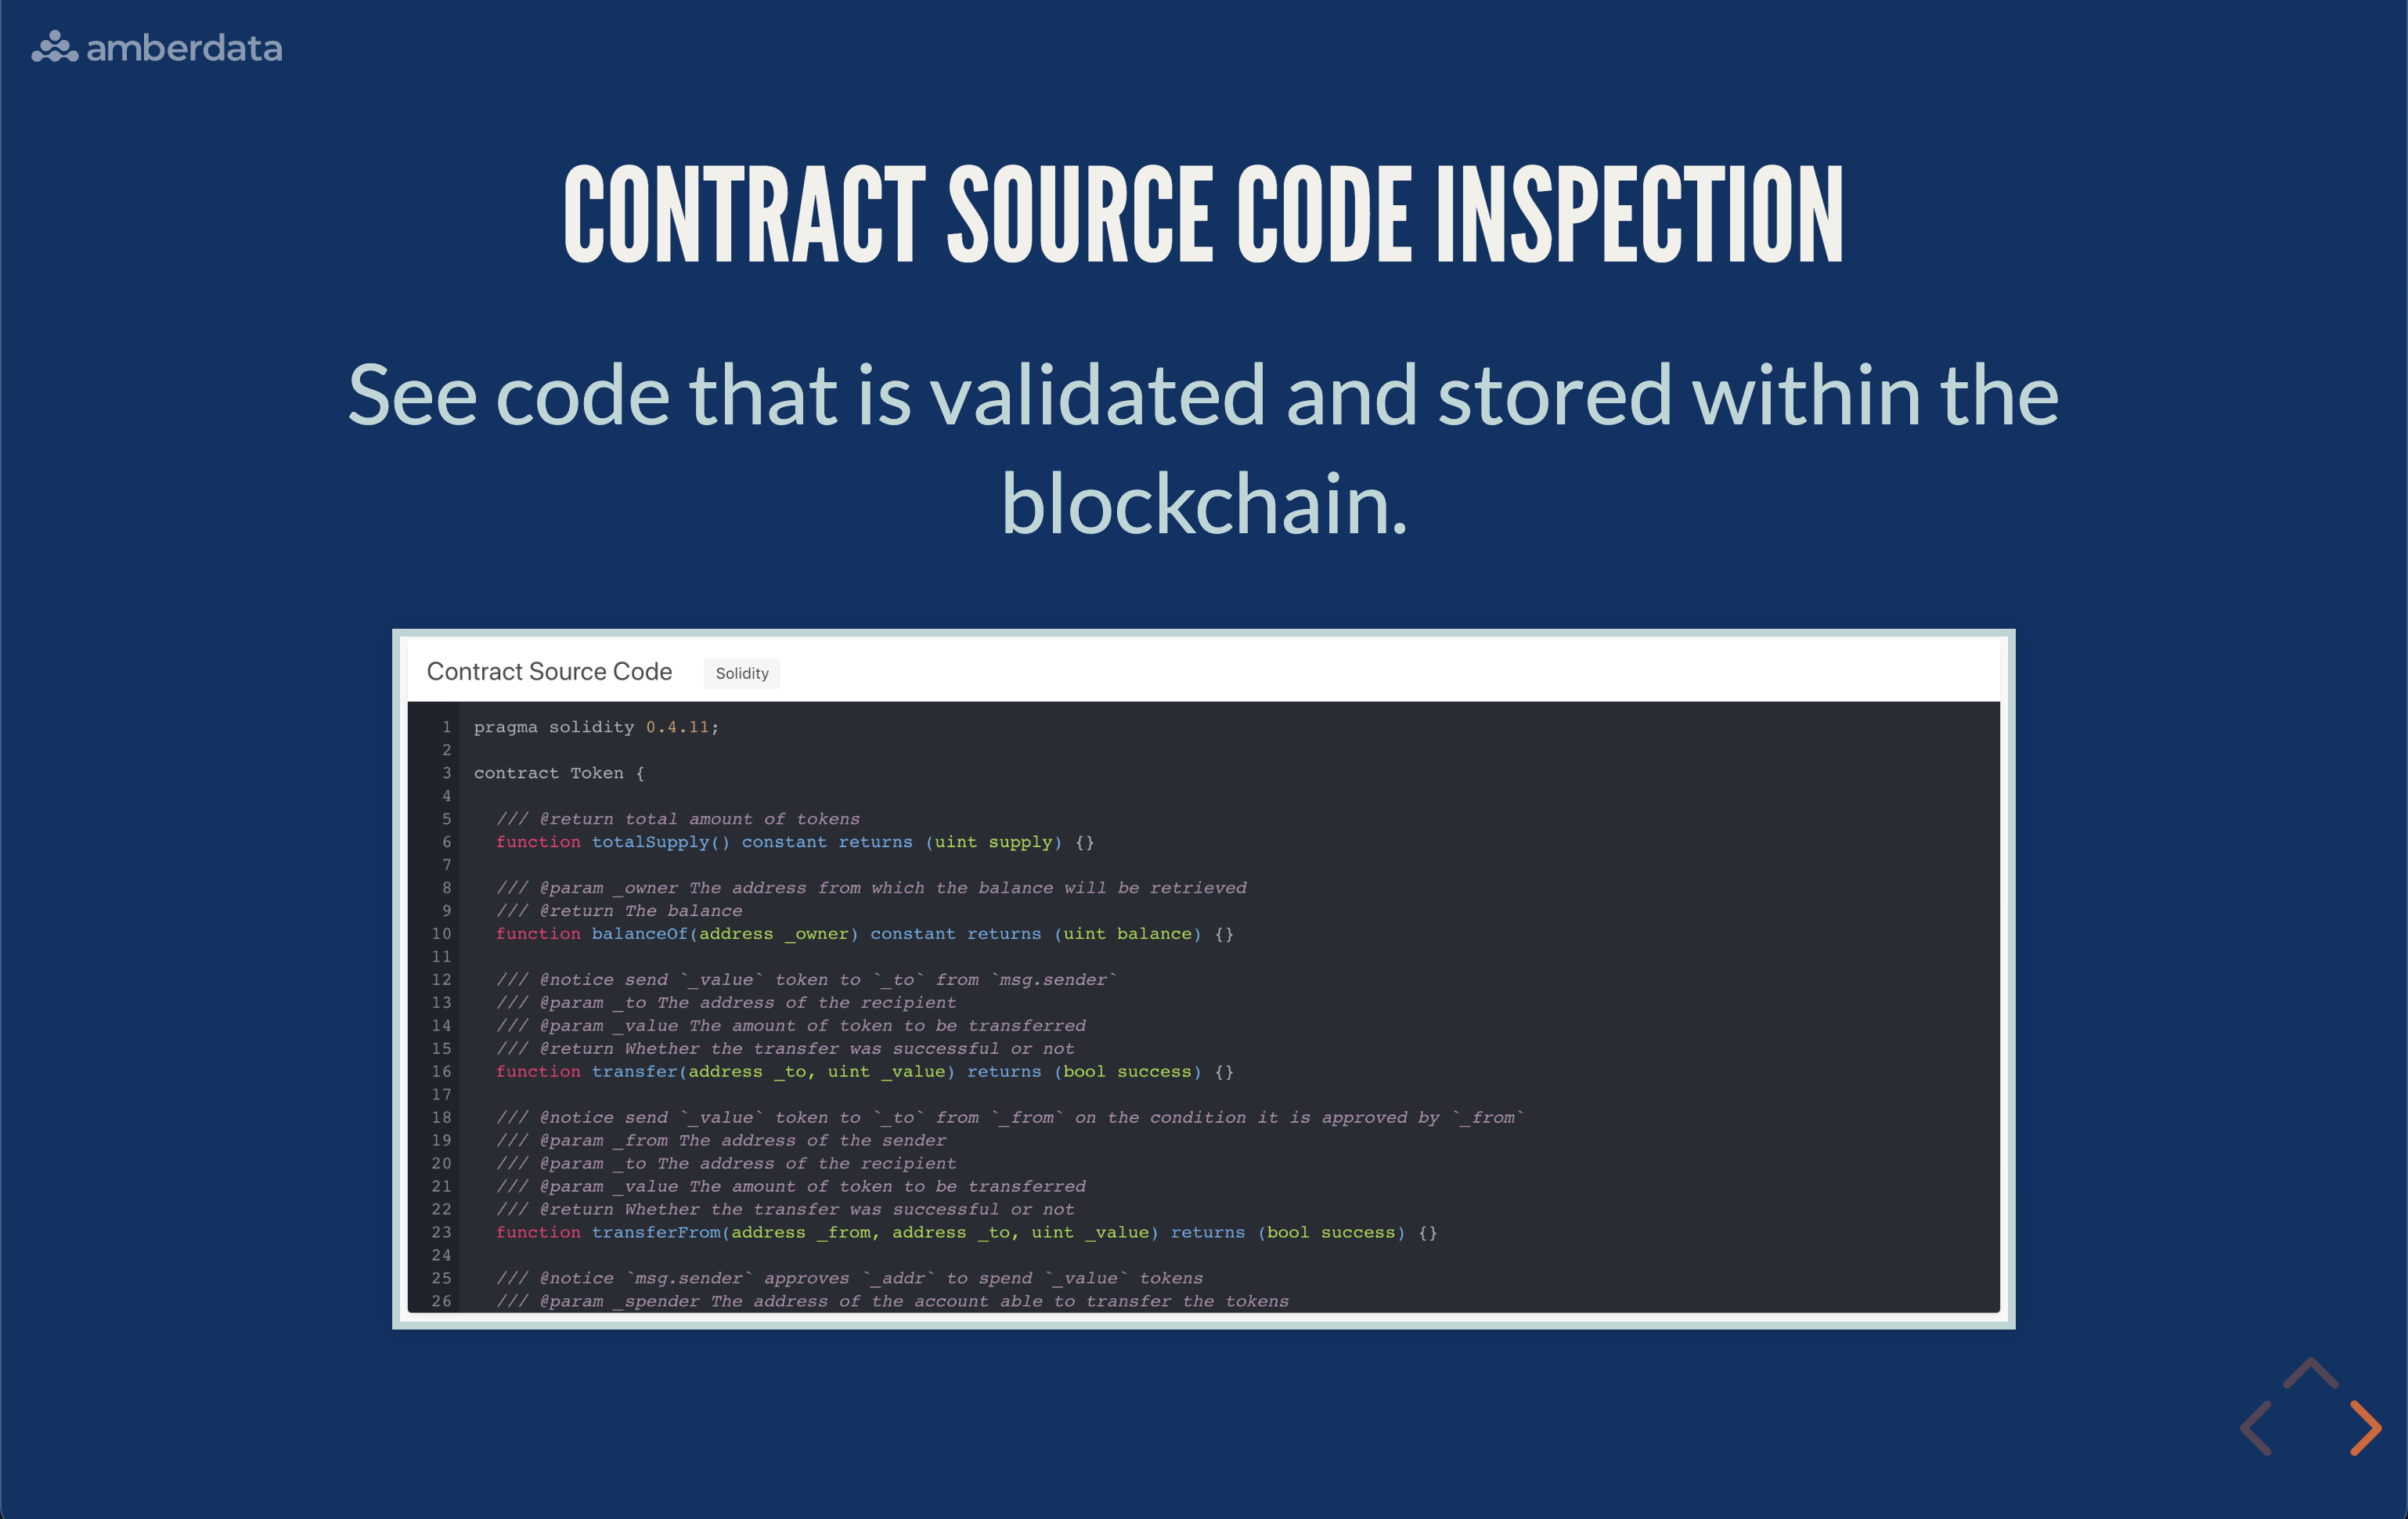 amberdata
CONTRACT SOURCE CODE INSPECTION
See code that is validated and stored within the
blockchain.
Contract Source Code Solidity
1 pragma solidity 0.4.11;
2
3 contract Token {
4
5 /// @return total amount of tokens
6 function totalSupply() constant returns (uint supply) {}
7
8 /// @param _owner The address from which the balance will be retrieved
9 /// @return The balance
10 function balanceOf(address _owner) constant returns (uint balance) {}
11
12 /// @notice send `_value` token to `_to` from `msg.sender`
13 /// @param _to The address of the recipient
14 /// @param _value The amount of token to be transferred
15 /// @return Whether the transfer was successful or not
16 function transfer(address _to, uint _value) returns (bool success) {}
17
18 /// @notice send `_value` token to `_to` from `_from` on the condition it is approved by `_from`
19 /// @param _from The address of the sender
20 /// @param _to The address of the recipient
21 /// @param _value The amount of token to be transferred
22 /// @return Whether the transfer was successful or not
23 function transferFrom(address _from, address _to, uint _value) returns (bool success) {}
24
25 /// @notice `msg.sender` approves `_addr` to spend `_value` tokens
26 /// @param _spender The address of the account able to transfer the tokens